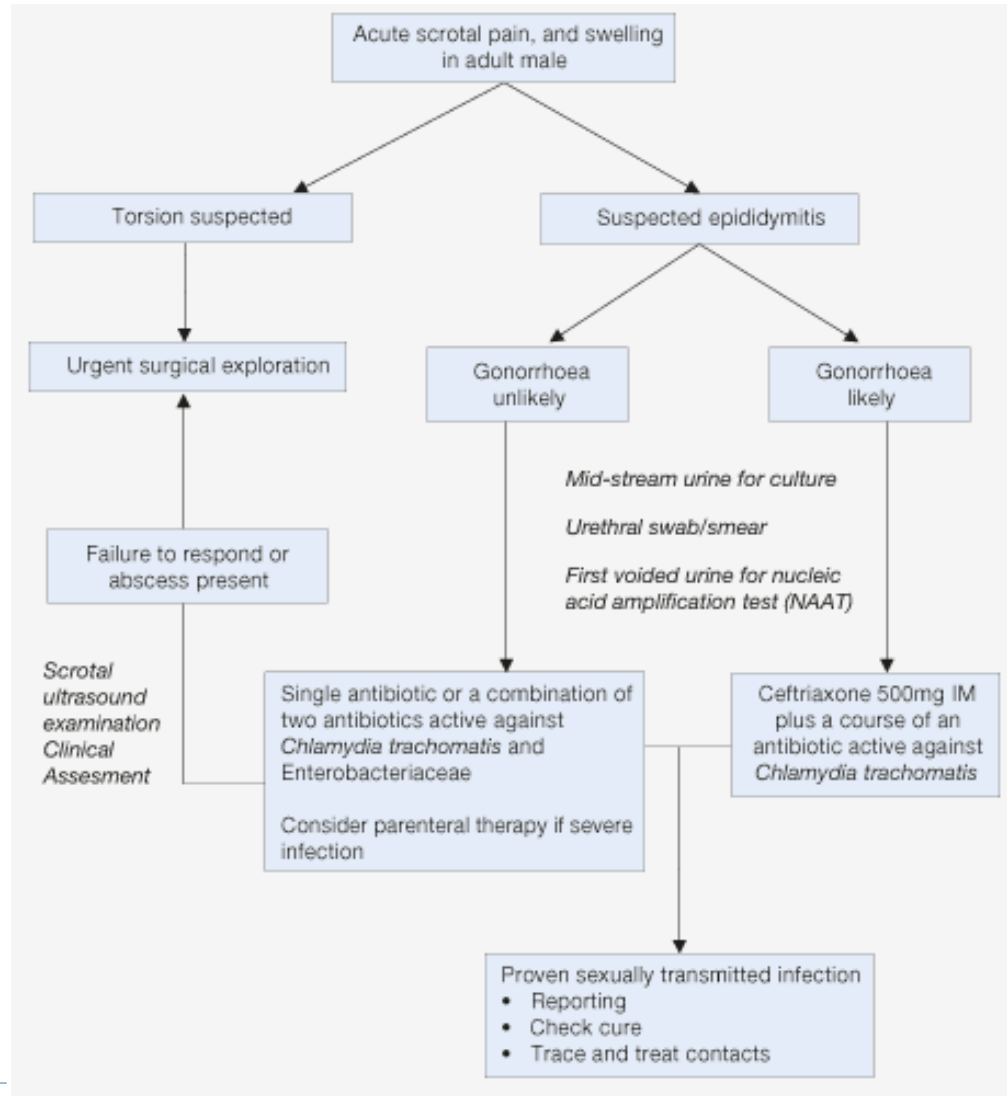 Acute scrotal pain, and swelling
in adult male
Torsion suspected
Suspected epididymitis
Urgent surgical exploration
Gonorrhoea
unlikely
Gonorrhoea
likely
Mid-stream urine for culture
Urethral swab/smear
First voided urine for nucleic
acid amplification test (NAAT)
Failure to respond or
abscess present
Scrotal
ultrasound
examination
Clinical
Assesment
Single antibiotic or a combination of
two antibiotics active against
Chlamydia trachomatis and
Enterobacteriaceae
Consider parenteral therapy if severe
infection
Ceftriaxone 500mg IM
plus a course of an
antibiotic active against
Chlamydia trachomatis
Proven sexually transmitted infection
• Reporting
• Check cure
• Trace and treat contacts